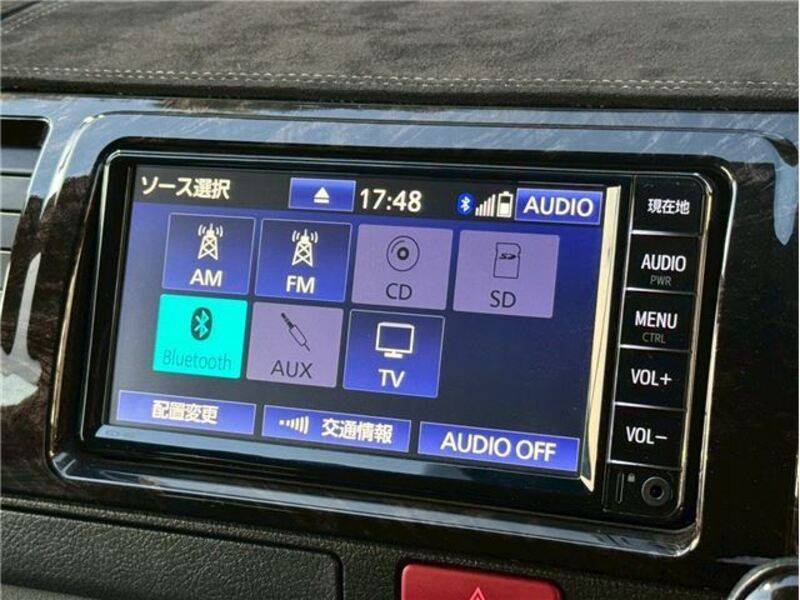 ソース選択 17:48 AUDIO
AM FM CD SD
Bluetooth AUX TV
配置変更 交通情報 AUDIO OFF
現在地
AUDIO
PWR
MENU
CTRL
VOL+
VOL-